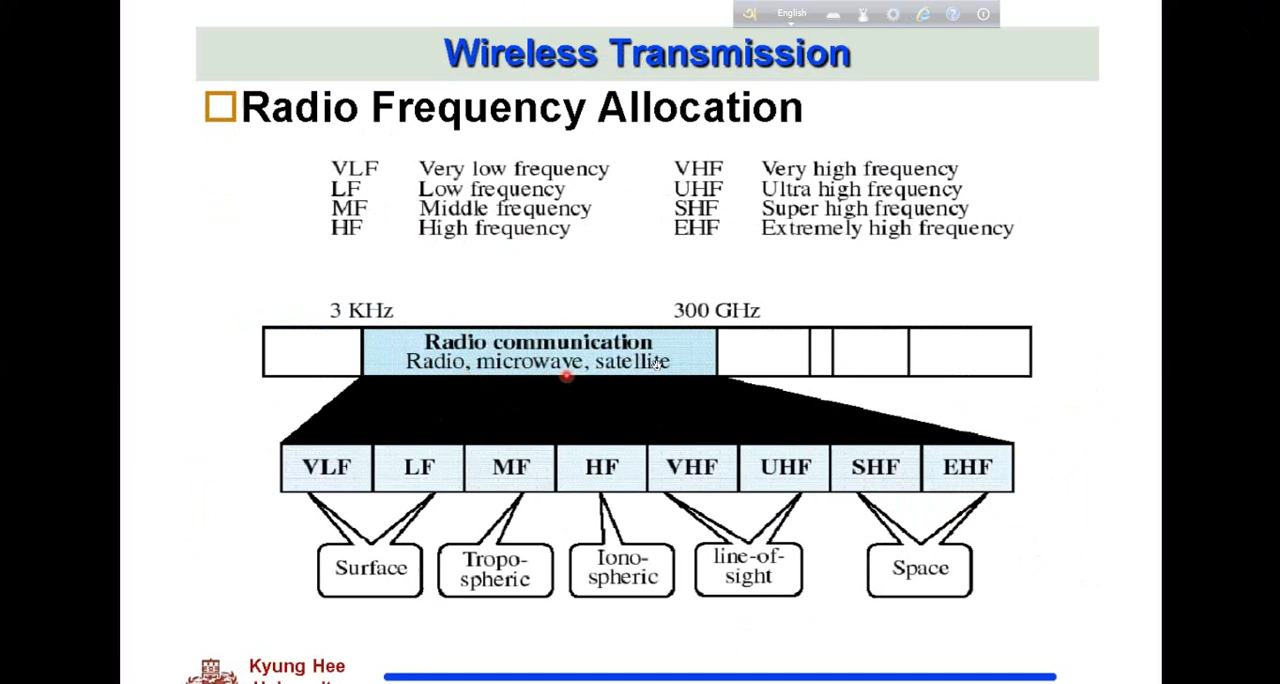 English
Wireless Transmission
Radio Frequency Allocation
VLF Very low frequency VHF Very high frequency
LF Low frequency UHF Ultra high frequency
MF Middle frequency SHF Super high frequency
HF High frequency EHF Extremely high frequency
3 KHz 300 GHz
Radio communication
Radio, microwave, satellite
VLF LF MF HF VHF UHF SHF EHF
Surface
Tropo-
spheric
Iono-
spheric
line-of-
sight
Space
Kyung Hee